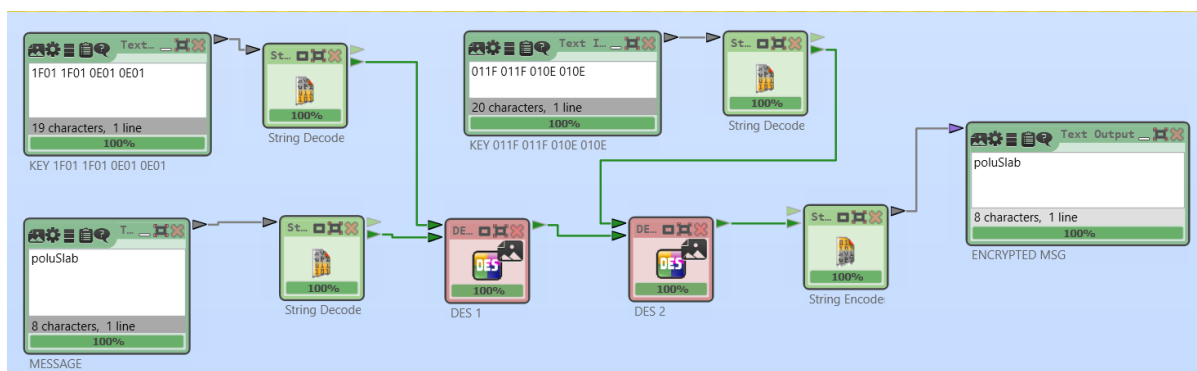 Text...
1F01 1F01 0E01 0E01
19 characters, 1 line
100%
KEY 1F01 1F01 0E01 0E01
St...
100%
String Decode
Text I...
011F 011F 010E 010E
20 characters, 1 line
100%
KEY 011F 011F 010E 010E
St...
100%
String Decode
T...
poluSlab
8 characters, 1 line
100%
MESSAGE
St...
100%
String Decode
DE...
DES
100%
DES 1
DE...
DES
100%
DES 2
St...
100%
String Encode
Text Output
poluSlab
8 characters, 1 line
100%
ENCRYPTED MSG